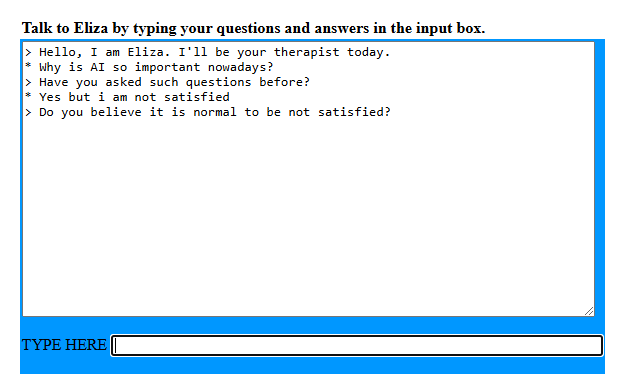 Talk to Eliza by typing your questions and answers in the input box.
> Hello, I am Eliza. I'll be your therapist today.
* Why is AI so important nowadays?
> Have you asked such questions before?
* Yes but i am not satisfied
> Do you believe it is normal to be not satisfied?
TYPE HERE